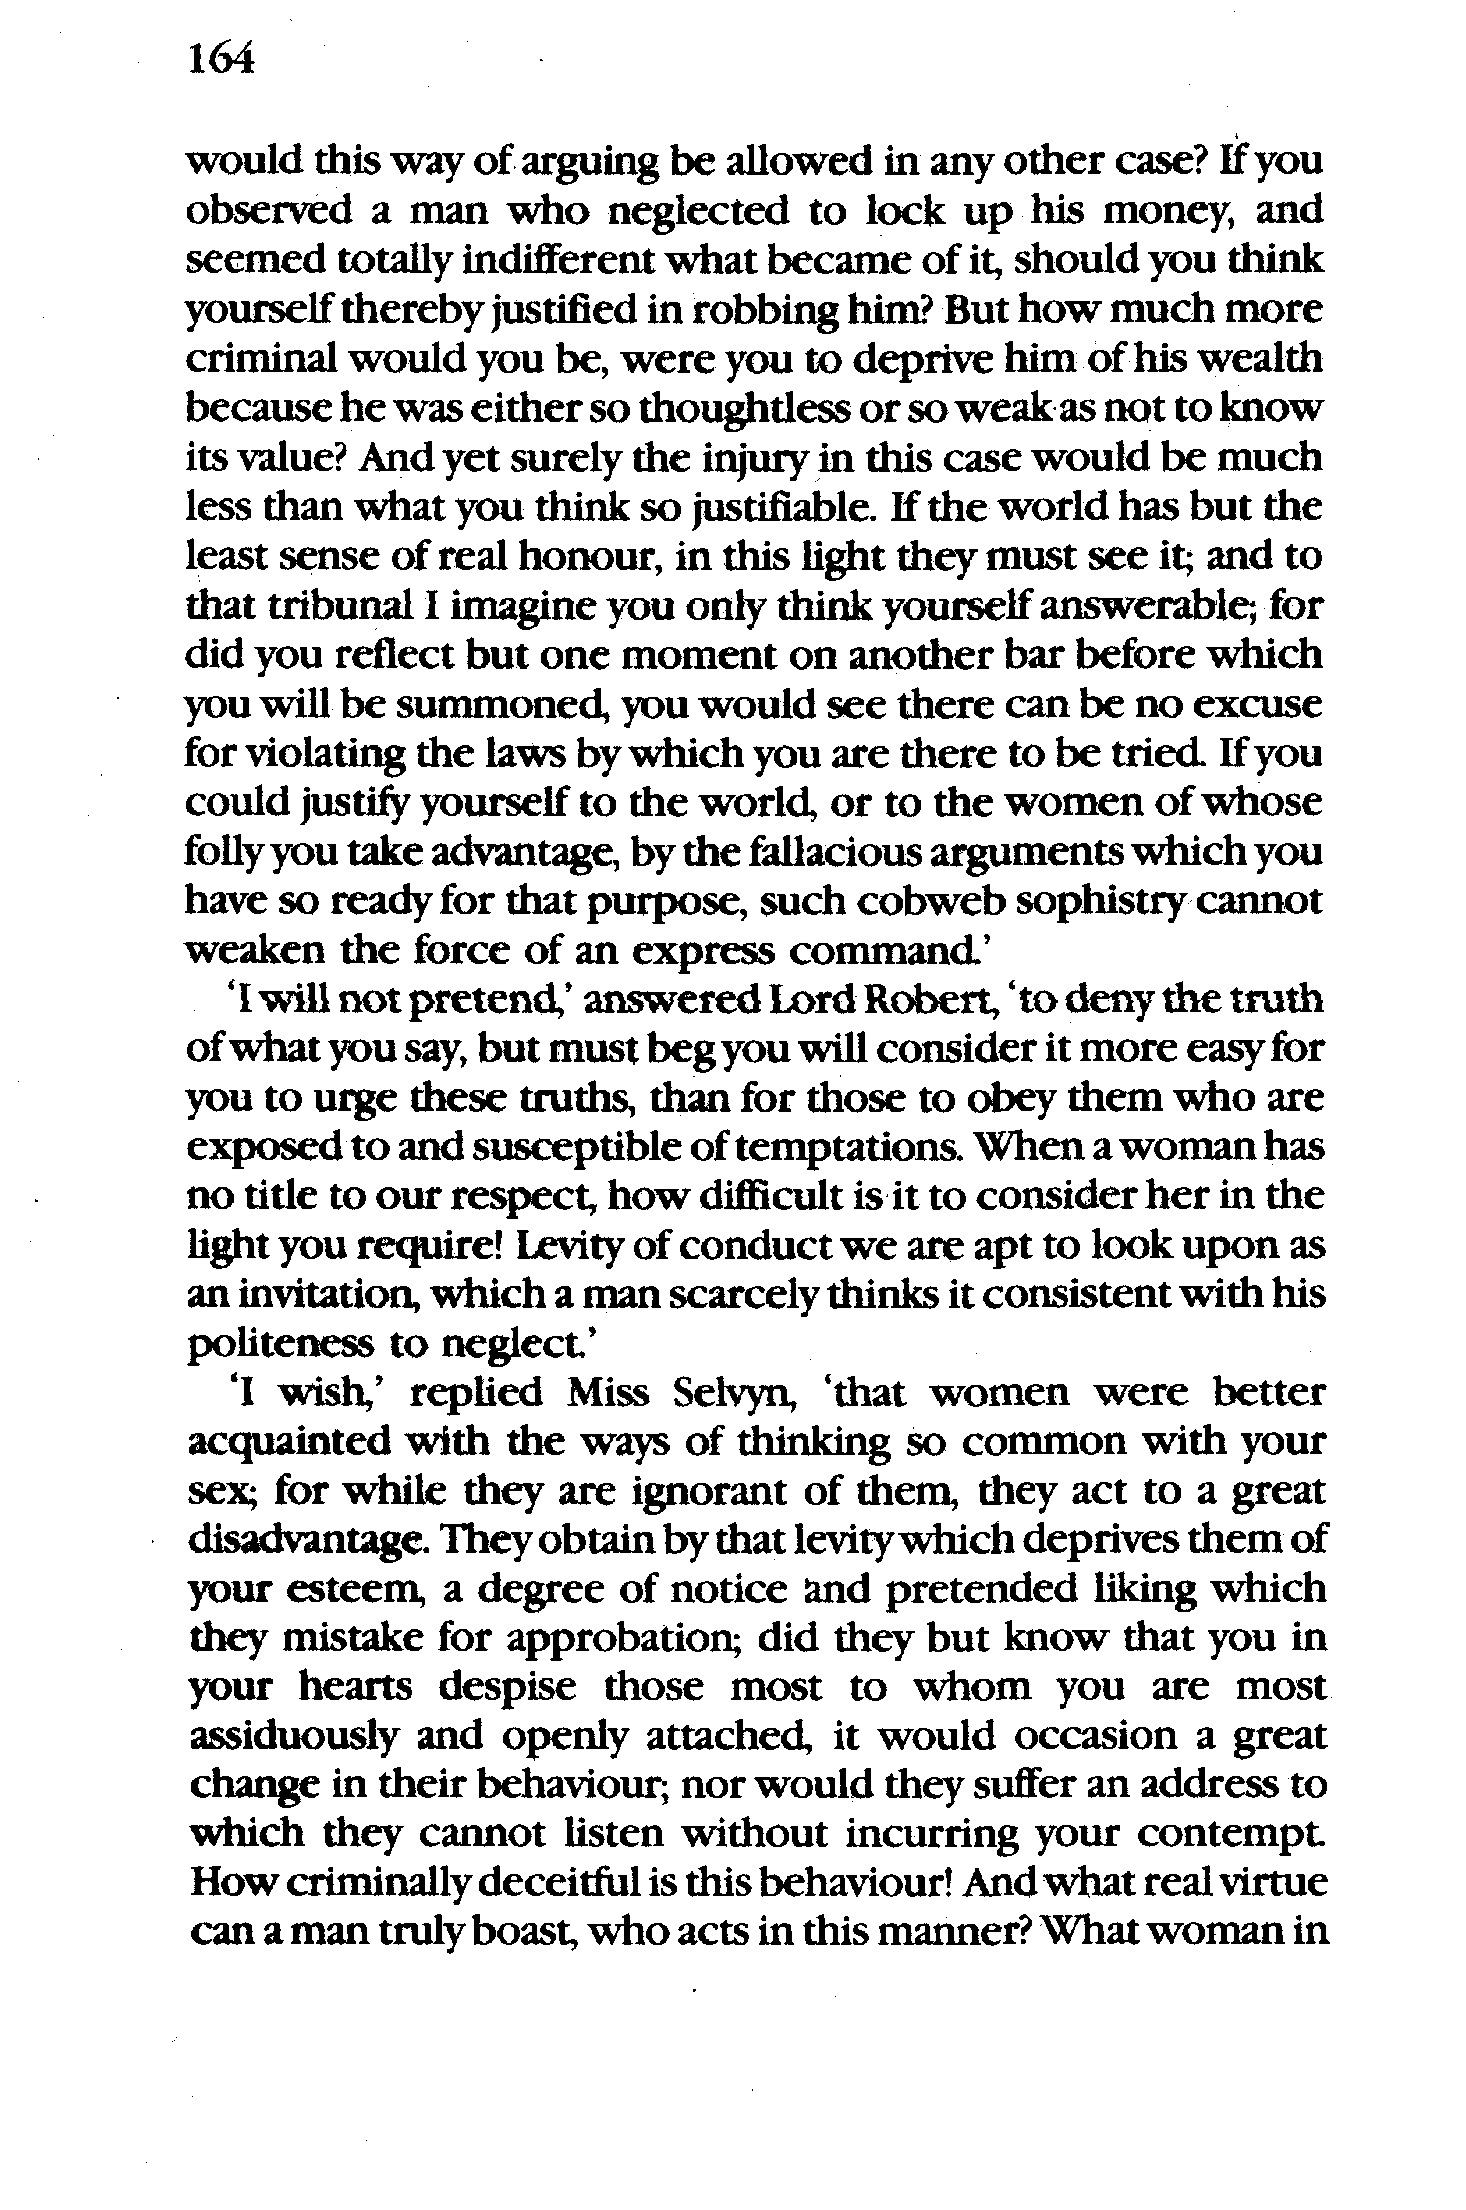 164
would this way of arguing be allowed in any other case? If you
observed a man who neglected to lock up his money, and
seemed totally indifferent what became of it, should you think
yourself thereby justified in robbing him? But how much more
criminal would you be, were you to deprive him of his wealth
because he was either so thoughtless or so weak as not to know
its value? And yet surely the injury in this case would be much
less than what you think so justifiable. If the world has but the
least sense of real honour, in this light they must see it; and to
that tribunal I imagine you only think yourself answerable; for
did you reflect but one moment on another bar before which
you will be summoned, you would see there can be no excuse
for violating the laws by which you are there to be tried. If you
could justify yourself to the world, or to the women of whose
folly you take advantage, by the fallacious arguments which you
have so ready for that purpose, such cobweb sophistry cannot
weaken the force of an express command.’
‘I will not pretend,’ answered Lord Robert, ‘to deny the truth
of what you say, but must beg you will consider it more easy for
you to urge these truths, than for those to obey them who are
exposed to and susceptible of temptations. When a woman has
no title to our respect, how difficult is it to consider her in the
light you require! Levity of conduct we are apt to look upon as
an invitation, which a man scarcely thinks it consistent with his
politeness to neglect.’
‘I wish,’ replied Miss Selvyn, ‘that women were better
acquainted with the ways of thinking so common with your
sex; for while they are ignorant of them, they act to a great
disadvantage. They obtain by that levity which deprives them of
your esteem, a degree of notice and pretended liking which
they mistake for approbation; did they but know that you in
your hearts despise those most to whom you are most
assiduously and openly attached, it would occasion a great
change in their behaviour; nor would they suffer an address to
which they cannot listen without incurring your contempt.
How criminally deceitful is this behaviour! And what real virtue
can a man truly boast, who acts in this manner? What woman in